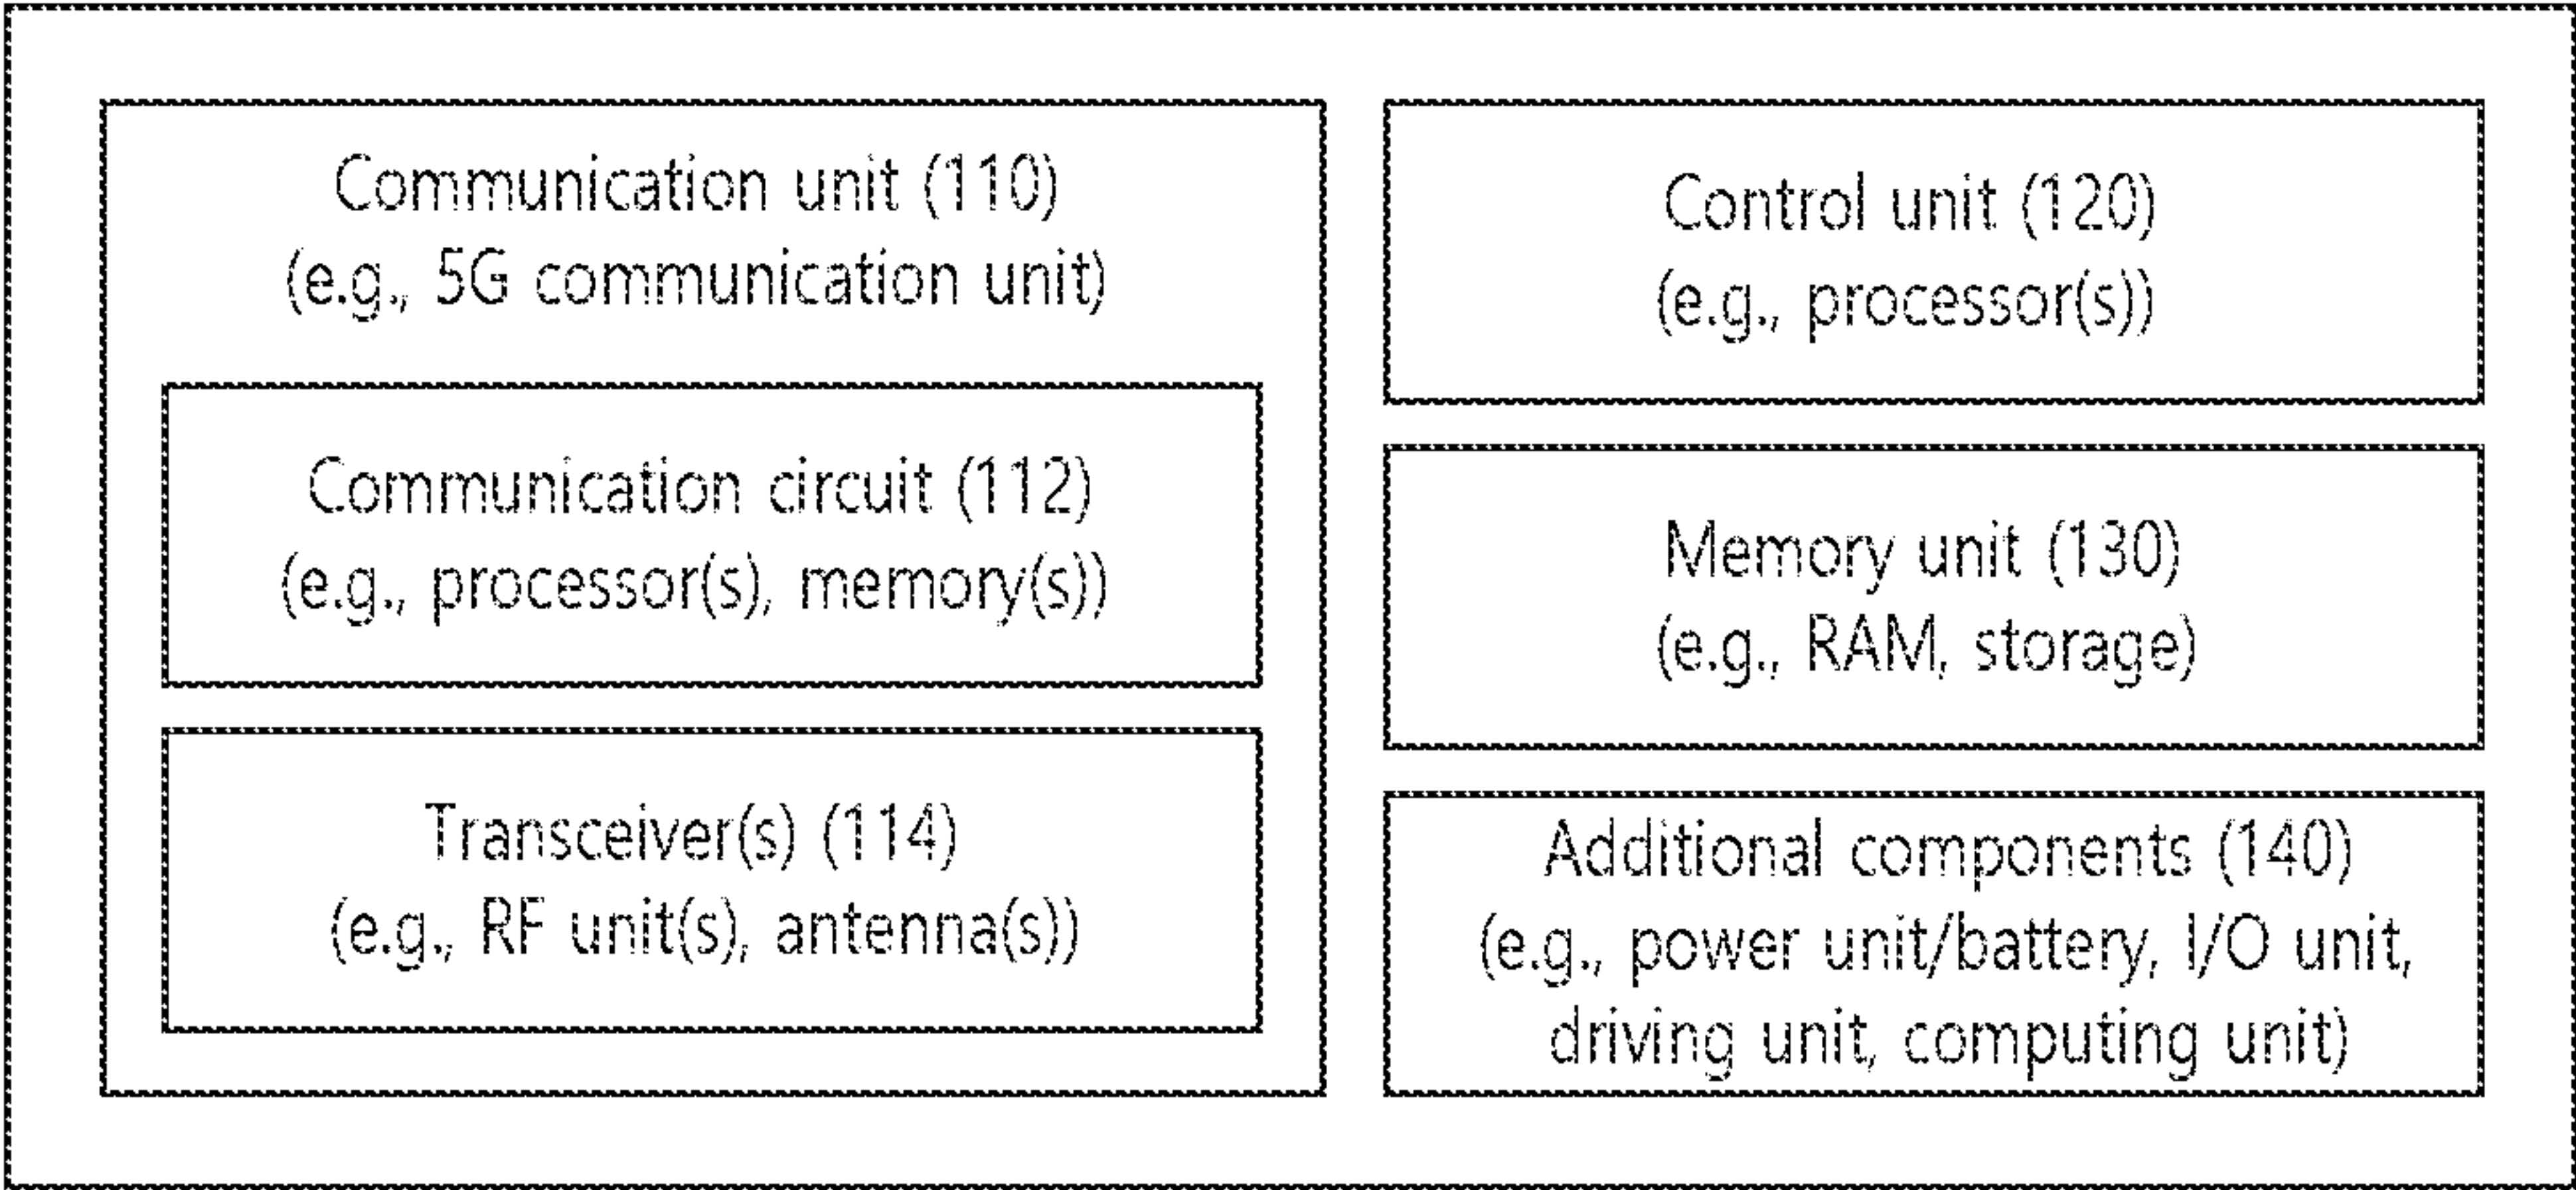 Communication unit (110)
(e.g., 5G communication unit)
Communication circuit (112)
(e.g., processor(s), memory(s))
Transceiver(s) (114)
(e.g., RF unit(s), antenna(s))
Control unit (120)
(e.g., processor(s))
Memory unit (130)
(e.g., RAM, storage)
Additional components (140)
(e.g., power unit/battery, I/O unit,
driving unit, computing unit)